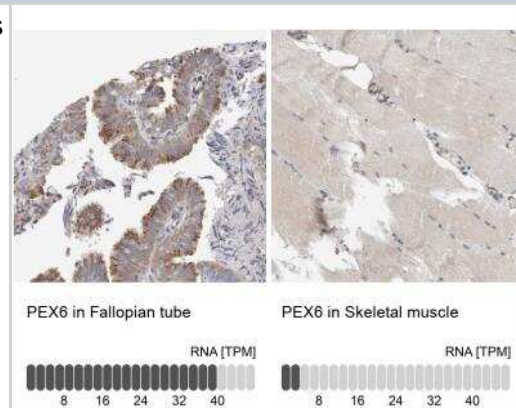 s
PEX6 in Fallopian tube
PEX6 in Skeletal muscle
RNA [TPM]
RNA [TPM]
8 16 24 32 40
8 16 24 32 40